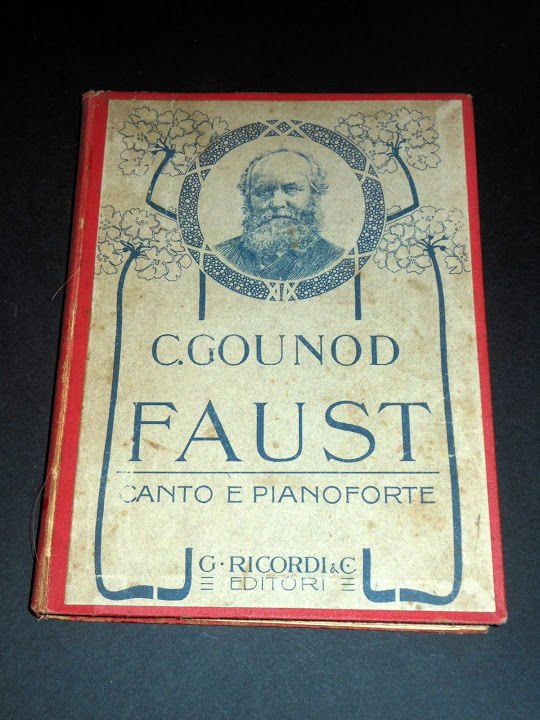 C. GOUNOD
FAUST
CANTO E PIANOFORTE
G. RICORDI & C.
EDITORI